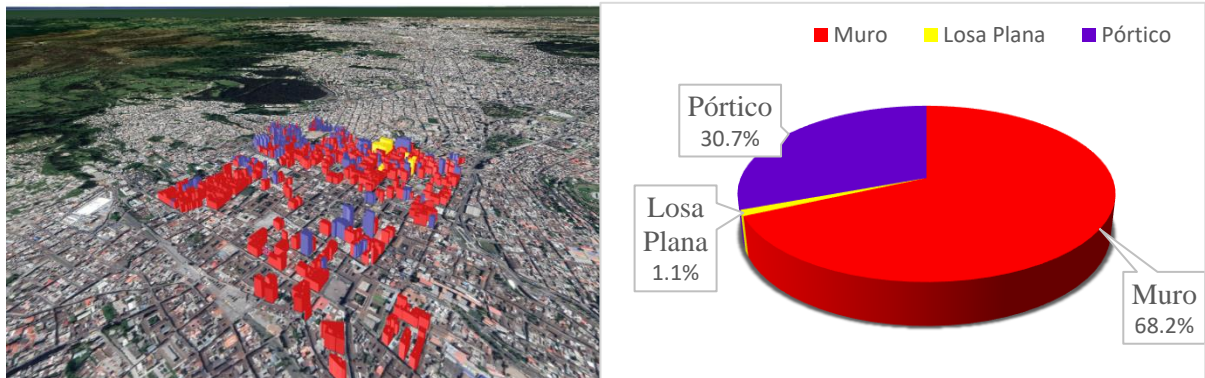 Muro Losa Plana Pórtico
Pórtico
30.7%
Losa
Plana
1.1%
Muro
68.2%